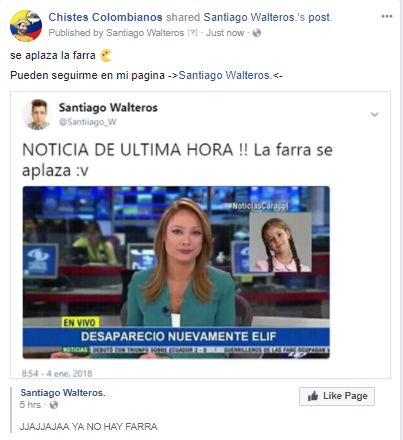 Chistes Colombianos shared Santiago Walteros.'s post.
Published by Santiago Walteros [?] · Just now ·
se aplaza la farra
Pueden seguirme en mi pagina ->Santiago Walteros.<-
Santiago Walteros
@Santiiago_W
NOTICIA DE ULTIMA HORA !! La farra se
aplaza :v
#NoticiasCaracol
EN VIVO
DESAPARECIO NUEVAMENTE ELIF
NOTICIAS DEBUTÓ CON TRIUNFO SOBRE ECUADOR 2 - 0 GUERRILLEROS DE LAS FARC OCUPABAN
8:54 - 4 ene. 2018
Santiago Walteros.
5 hrs ·
Like Page
JJAJJAJAA YA NO HAY FARRA